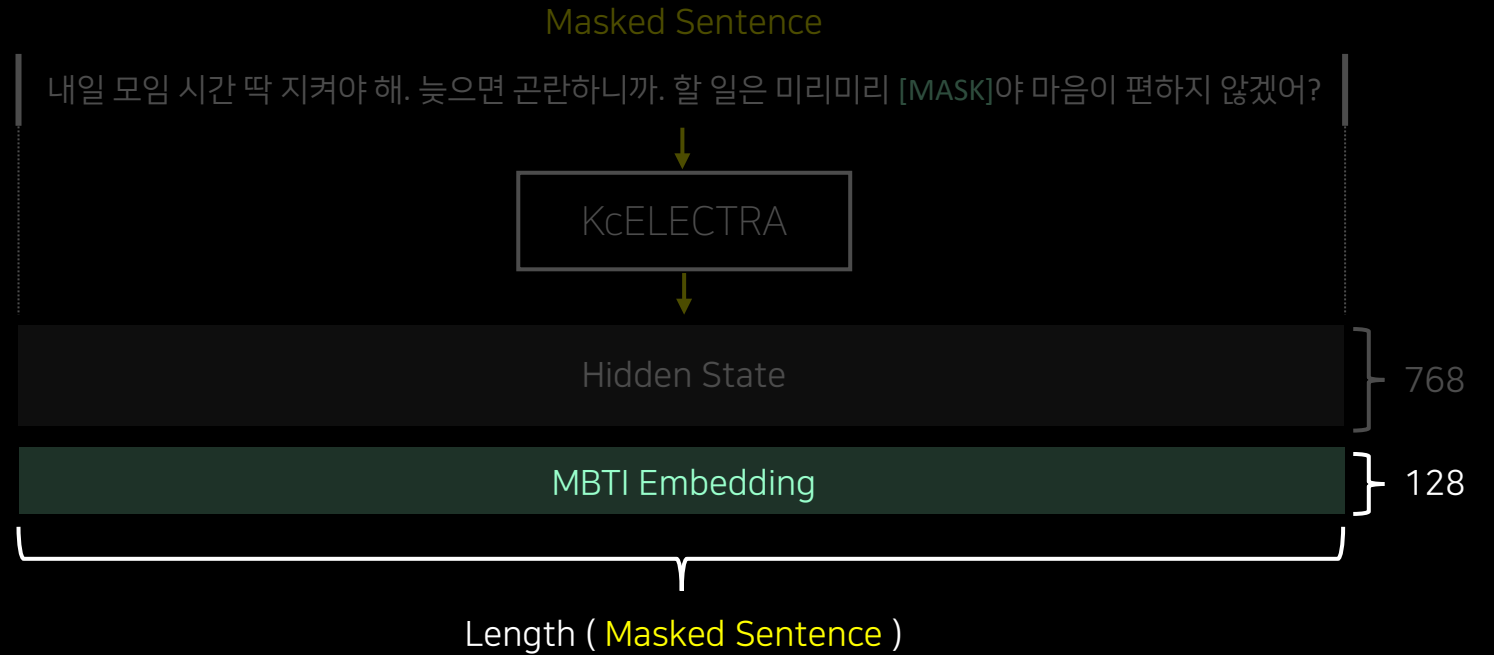 Masked Sentence
내일 모임 시간 딱 지켜야 해. 늦으면 곤란하니까. 할 일은 미리미리 [MASK]야 마음이 편하지 않겠어?
KcELECTRA
Hidden State
768
MBTI Embedding
128
Length ( Masked Sentence )